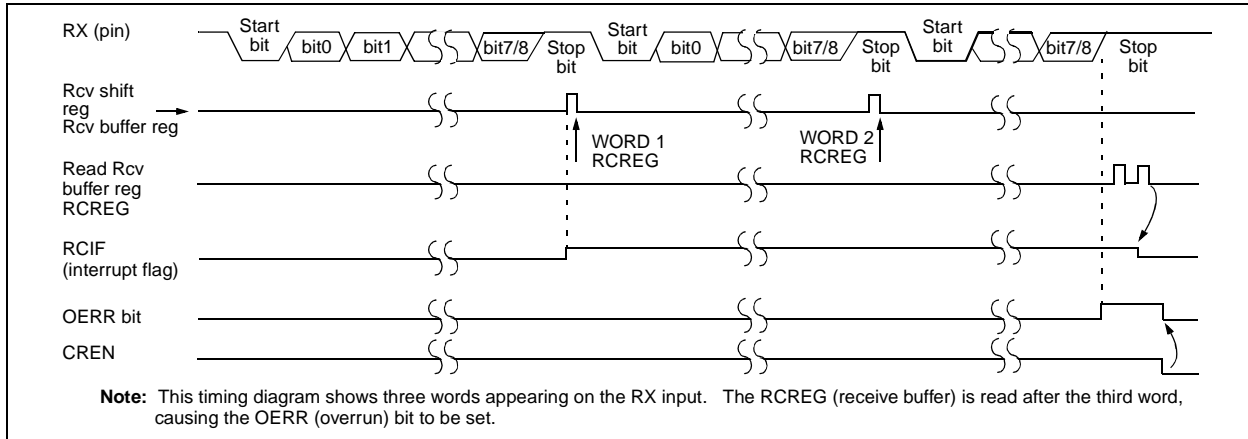 RX (pin)
Start
bit
bit0
bit1
bit7/8
Stop
bit
Start
bit
bit0
bit7/8
Stop
bit
Start
bit
bit7/8
Stop
bit
Rcv shift
reg
Rcv buffer reg
WORD 1
RCREG
WORD 2
RCREG
Read Rcv
buffer reg
RCREG
RCIF
(interrupt flag)
OERR bit
CREN
Note: This timing diagram shows three words appearing on the RX input. The RCREG (receive buffer) is read after the third word,
causing the OERR (overrun) bit to be set.